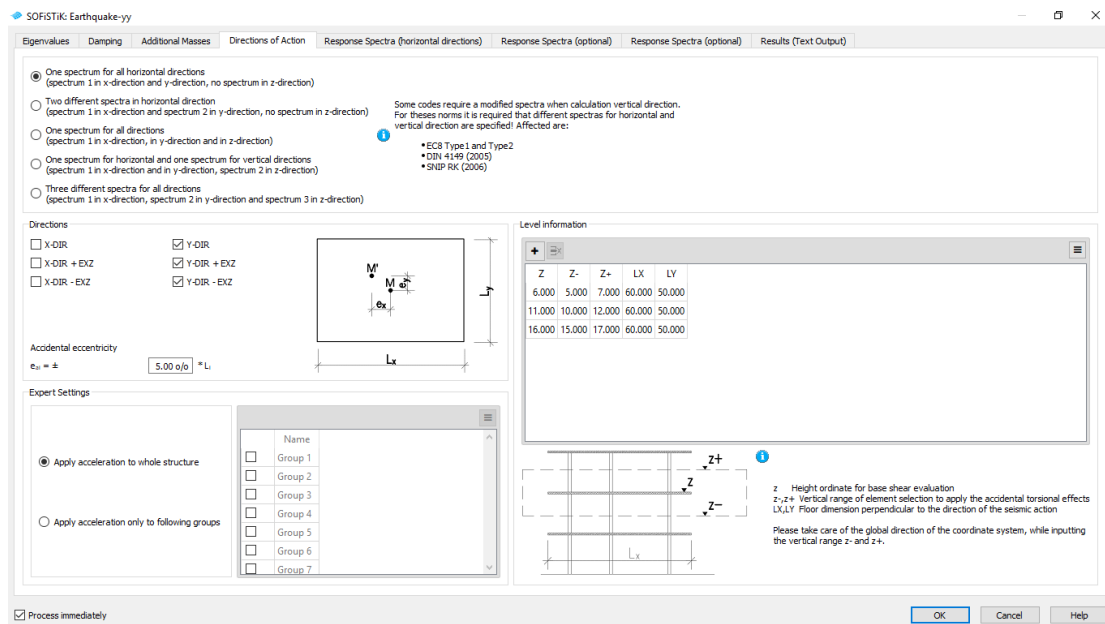 SOFiSTiK: Earthquake-yy
Eigenvalues Damping Additional Masses Directions of Action Response Spectra (horizontal directions) Response Spectra (optional) Response Spectra (optional) Results (Text Output)
One spectrum for all horizontal directions
(spectrum 1 in x-direction and y-direction, no spectrum in z-direction)
Two different spectra in horizontal direction
(spectrum 1 in x-direction and spectrum 2 in y-direction, no spectrum in z-direction)
One spectrum for all directions
(spectrum 1 in x-direction, in y-direction and in z-direction)
One spectrum for horizontal and one spectrum for vertical directions
(spectrum 1 in x-direction and in y-direction, spectrum 2 in z-direction)
Three different spectra for all directions
(spectrum 1 in x-direction, spectrum 2 in y-direction and spectrum 3 in z-direction)
Some codes require a modified spectra when calculation vertical direction.
For theses norms it is required that different spectras for horizontal and
vertical direction are specified! Affected are:
•EC8 Type1 and Type2
•DIN 4149 (2005)
•SNIP RK (2006)
Directions
X-DIR Y-DIR
X-DIR + EXZ Y-DIR + EXZ
X-DIR - EXZ Y-DIR - EXZ
M'
M
ey
ex
Ly
Lx
Accidental eccentricity
eai = ± 5.00 o/o * Li
Level information
Z Z- Z+ LX LY
6.000 5.000 7.000 60.000 50.000
11.000 10.000 12.000 60.000 50.000
16.000 15.000 17.000 60.000 50.000
Expert Settings
Apply acceleration to whole structure
Apply acceleration only to following groups
Name
Group 1
Group 2
Group 3
Group 4
Group 5
Group 6
Group 7
z+
z
z−
Lx
z Height ordinate for base shear evaluation
z-,z+ Vertical range of element selection to apply the accidental torsional effects
LX,LY Floor dimension perpendicular to the direction of the seismic action
Please take care of the global direction of the coordinate system, while inputting
the vertical range z- and z+.
Process immediately
OK Cancel Help